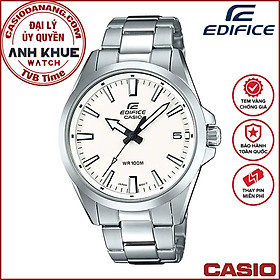 CASIODANANG.COM
ĐẠI LÝ
ỦY QUYỀN
ANH KHUE
WATCH
TVB Time
EDIFICE
TEM VÀNG
CHỐNG GIẢ
BẢO HÀNH
TOÀN QUỐC
THAY PIN
MIỄN PHÍ
EDIFICE
CASIO
WR100M
CASIO